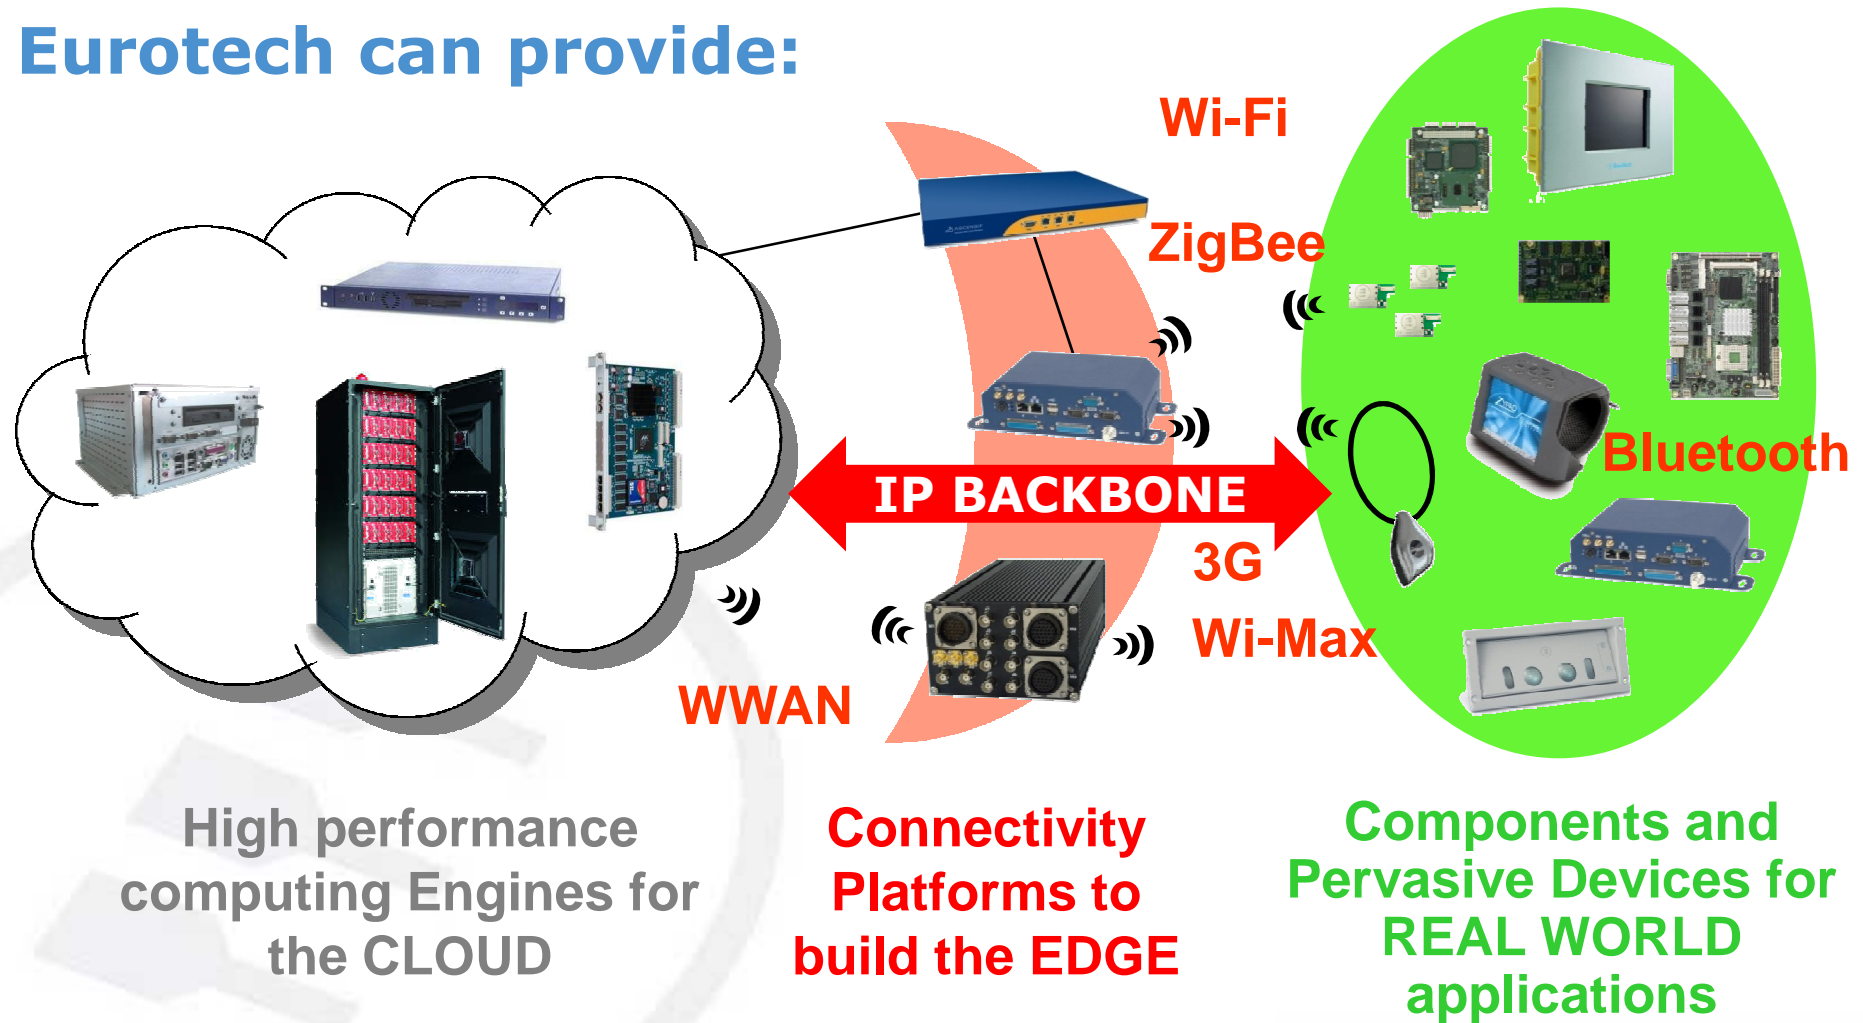 Eurotech can provide:
Wi-Fi
ZigBee
Bluetooth
IP BACKBONE
3G
Wi-Max
WWAN
High performance
computing Engines for
the CLOUD
Connectivity
Platforms to
build the EDGE
Components and
Pervasive Devices for
REAL WORLD
applications